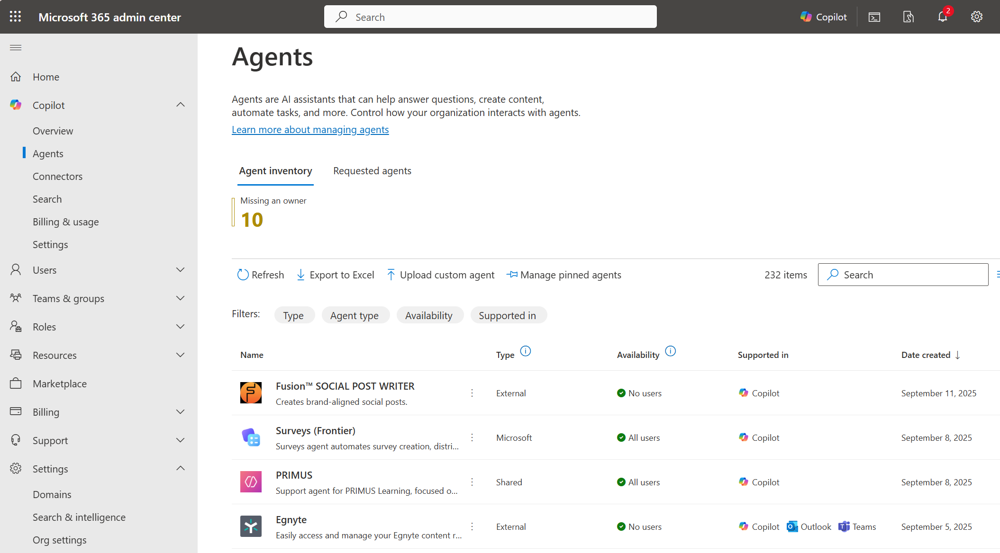 Microsoft 365 admin center
Search
Copilot
2
Home
Copilot
Overview
Agents
Connectors
Search
Billing & usage
Settings
Users
Teams & groups
Roles
Resources
Marketplace
Billing
Support
Settings
Domains
Search & intelligence
Org settings
Agents
Agents are AI assistants that can help answer questions, create content,
automate tasks, and more. Control how your organization interacts with agents.
Learn more about managing agents
Agent inventory Requested agents
Missing an owner
10
Refresh Export to Excel Upload custom agent Manage pinned agents 232 items Search
Filters: Type Agent type Availability Supported in
Name Type Availability Supported in Date created ↓
Fusion™ SOCIAL POST WRITER
Creates brand-aligned social posts.
External No users Copilot September 11, 2025
Surveys (Frontier)
Surveys agent automates survey creation, distri...
Microsoft All users Copilot September 8, 2025
PRIMUS
Support agent for PRIMUS Learning, focused o...
Shared All users Copilot September 8, 2025
Egnyte
Easily access and manage your Egnyte content r...
External No users Copilot Outlook Teams September 5, 2025